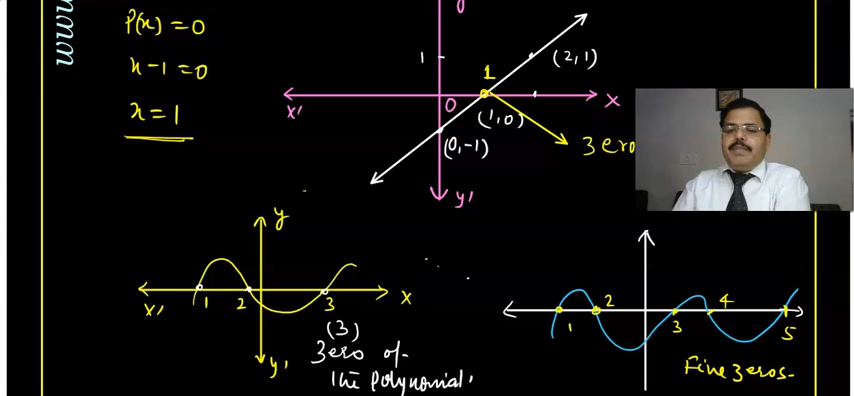 www
P(x) = 0
x - 1 = 0
x = 1
y
1
1
(2, 1)
x'
0
x
(1, 0)
(0, -1)
y'
3ero
y
x'
1
2
3
x
y'
(3)
3ero of
the polynomial.
1
2
3
4
5
Five 3eros